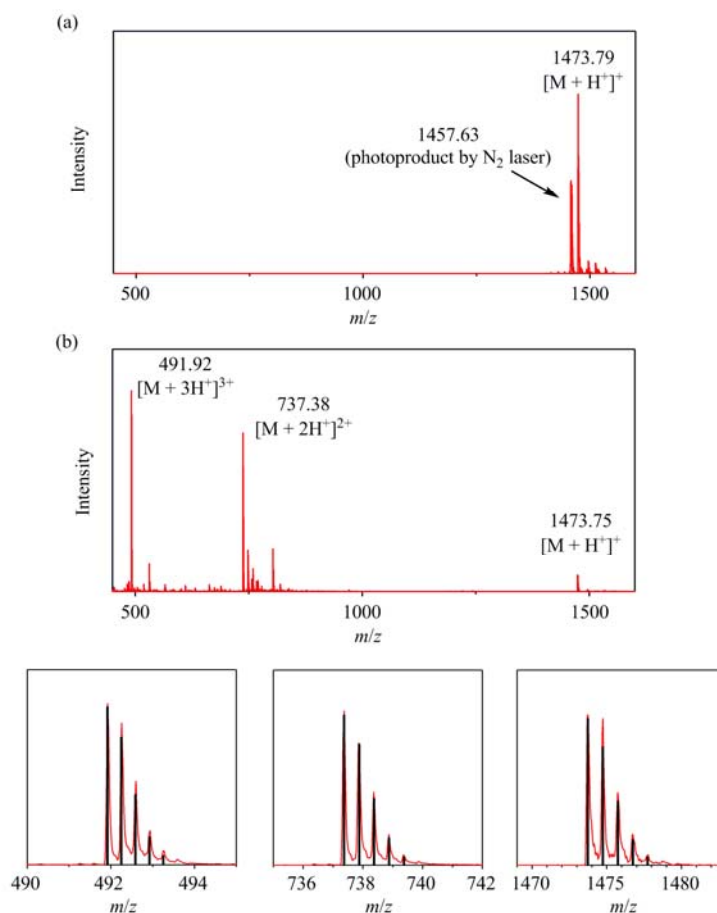 (a)
1473.79
[M + H⁺]⁺
1457.63
(photoproduct by N₂ laser)
Intensity
500 1000 1500
m/z
(b)
491.92
[M + 3H⁺]³⁺
737.38
[M + 2H⁺]²⁺
1473.75
[M + H⁺]⁺
Intensity
500 1000 1500
m/z
490 492 494 736 738 740 742 1470 1475 1480
m/z m/z m/z